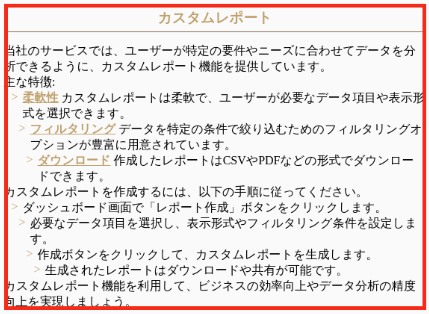 カスタムレポート
当社のサービスでは、ユーザーが特定の要件やニーズに合わせてデータを分
析できるように、カスタムレポート機能を提供しています。
主な特徴:
> 柔軟性 カスタムレポートは柔軟で、ユーザーが必要なデータ項目や表示形
式を選択できます。
> フィルタリング データを特定の条件で絞り込むためのフィルタリングオ
プションが豊富に用意されています。
> ダウンロード 作成したレポートはCSVやPDFなどの形式でダウンロー
ドできます。
カスタムレポートを作成するには、以下の手順に従ってください。
> ダッシュボード画面で「レポート作成」ボタンをクリックします。
> 必要なデータ項目を選択し、表示形式やフィルタリング条件を設定しま
す。
> 作成ボタンをクリックして、カスタムレポートを生成します。
> 生成されたレポートはダウンロードや共有が可能です。
カスタムレポート機能を利用して、ビジネスの効率向上やデータ分析の精度
向上を実現しましょう。